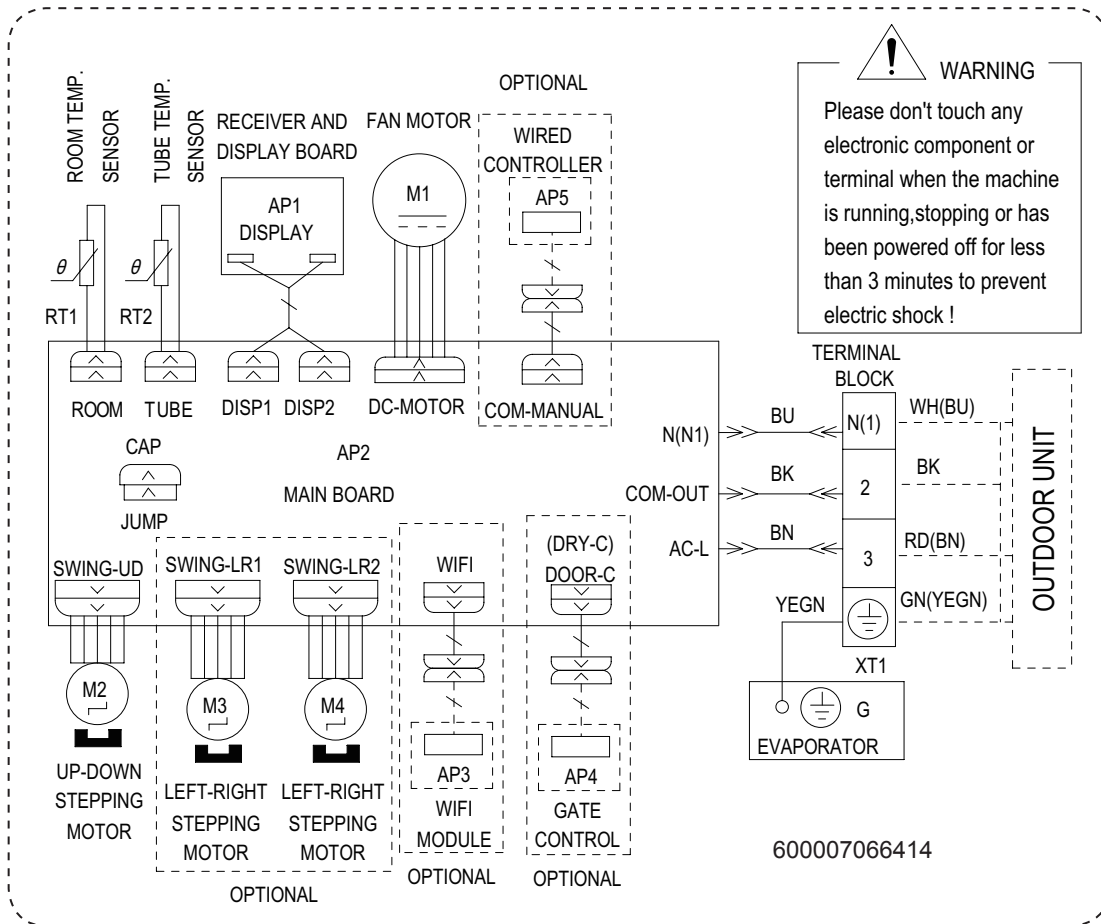 ROOM TEMP.
SENSOR
TUBE TEMP.
SENSOR
RECEIVER AND
DISPLAY BOARD
AP1
DISPLAY
FAN MOTOR
M1
OPTIONAL
WIRED
CONTROLLER
AP5
WARNING
Please don't touch any
electronic component or
terminal when the machine
is running,stopping or has
been powered off for less
than 3 minutes to prevent
electric shock !
θ
RT1
θ
RT2
ROOM
TUBE
DISP1
DISP2
DC-MOTOR
COM-MANUAL
CAP
JUMP
AP2
MAIN BOARD
N(N1)
COM-OUT
AC-L
BU
BK
BN
TERMINAL
BLOCK
N(1)
2
3
XT1
WH(BU)
BK
RD(BN)
GN(YEGN)
OUTDOOR UNIT
YEGN
G
EVAPORATOR
SWING-UD
M2
UP-DOWN
STEPPING
MOTOR
SWING-LR1
M3
LEFT-RIGHT
STEPPING
MOTOR
SWING-LR2
M4
LEFT-RIGHT
STEPPING
MOTOR
OPTIONAL
WIFI
AP3
WIFI
MODULE
OPTIONAL
(DRY-C)
DOOR-C
AP4
GATE
CONTROL
OPTIONAL
600007066414